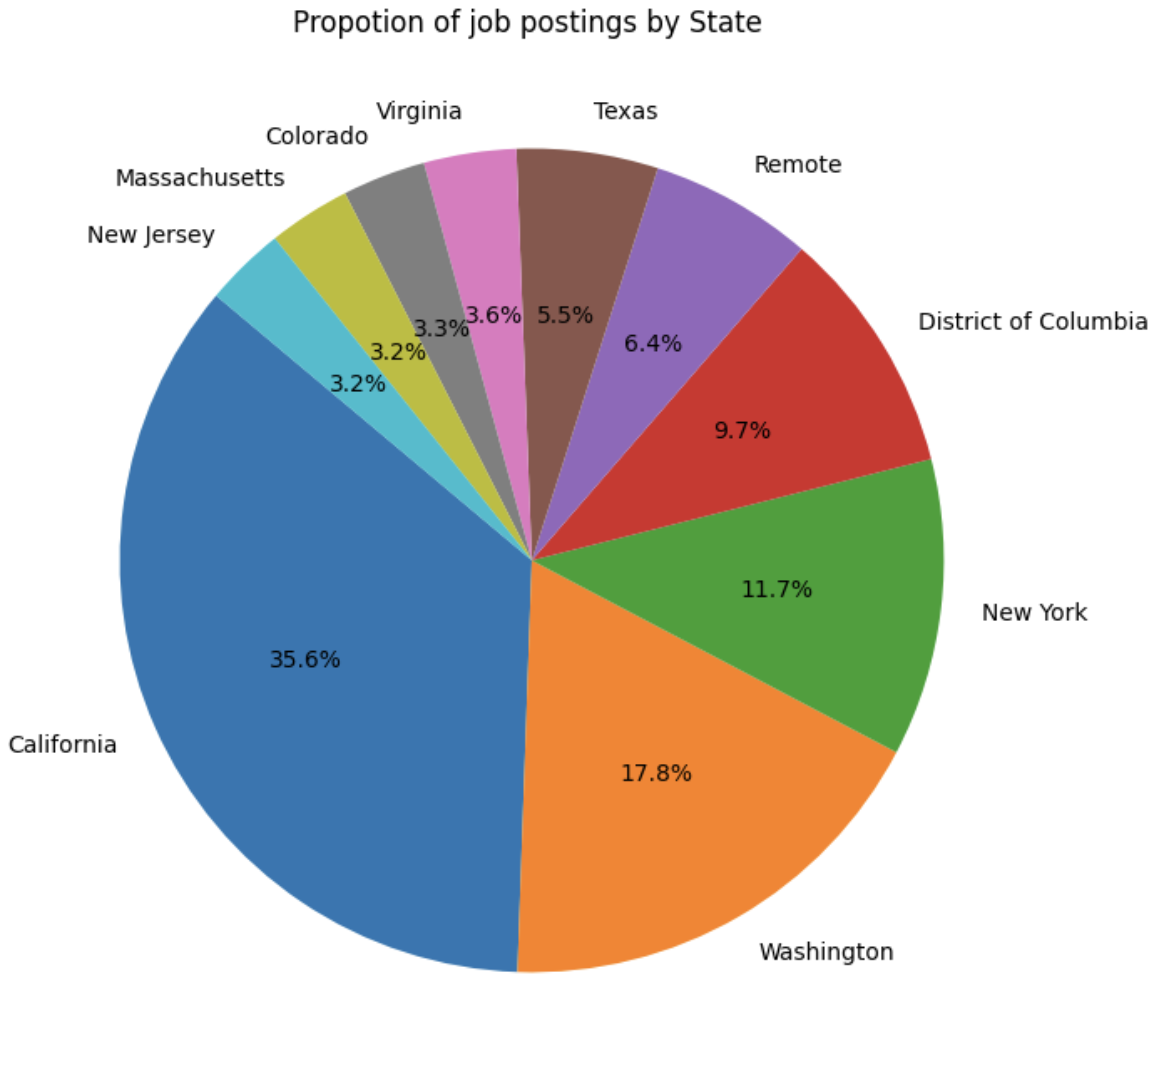 Propotion of job postings by State
Virginia
Texas
Colorado
Remote
Massachusetts
New Jersey
District of Columbia
3.6%
5.5%
3.3%
6.4%
3.2%
3.2%
9.7%
11.7%
New York
35.6%
California
17.8%
Washington